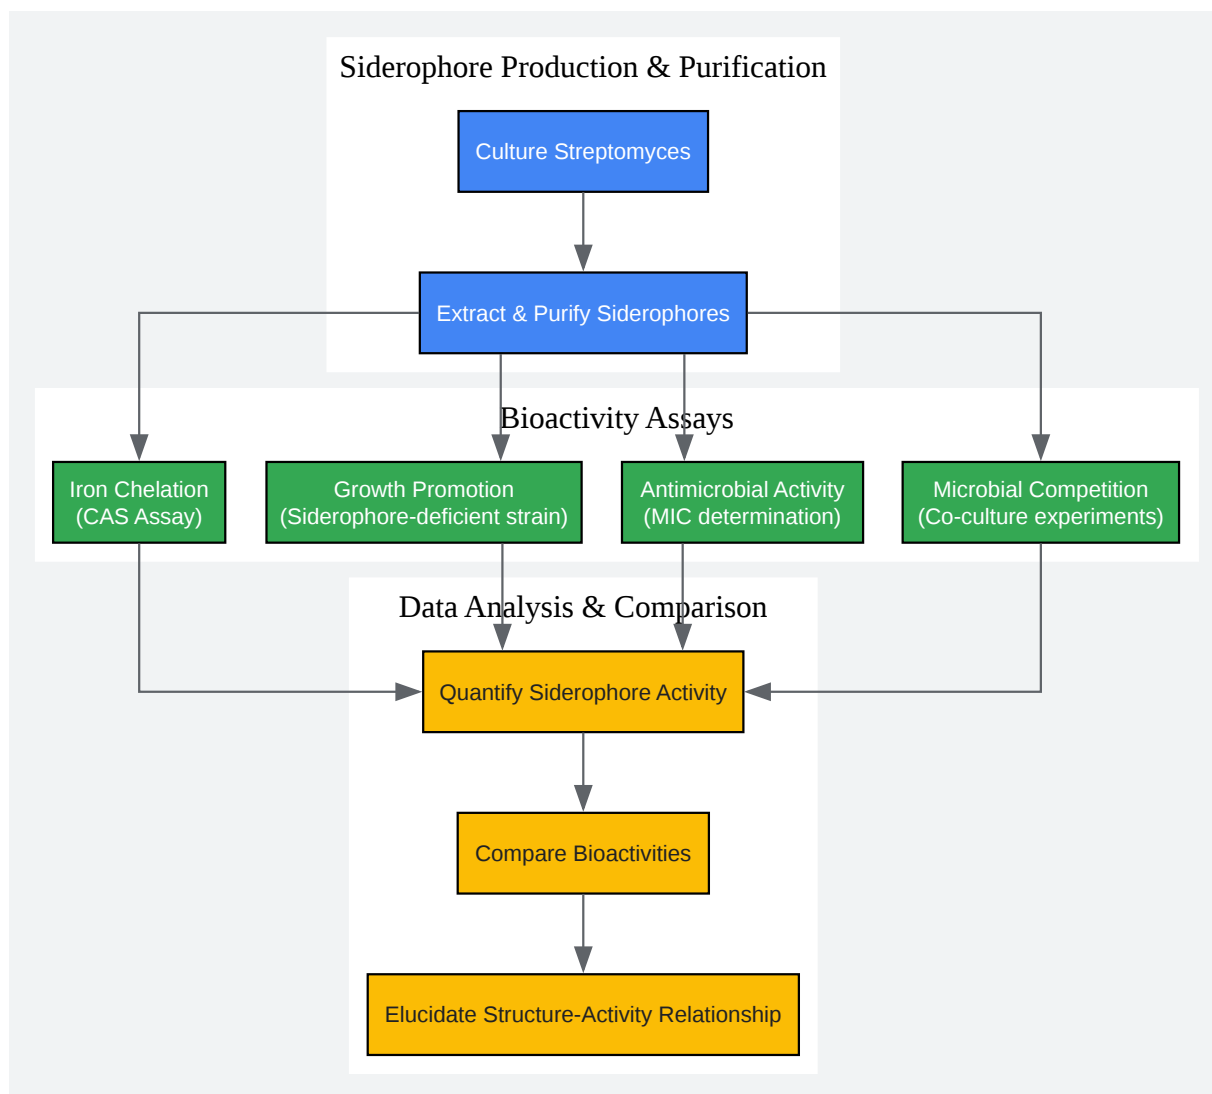 Siderophore Production & Purification
Culture Streptomyces
Extract & Purify Siderophores
Bioactivity Assays
Iron Chelation
(CAS Assay)
Growth Promotion
(Siderophore-deficient strain)
Antimicrobial Activity
(MIC determination)
Microbial Competition
(Co-culture experiments)
Data Analysis & Comparison
Quantify Siderophore Activity
Compare Bioactivities
Elucidate Structure-Activity Relationship